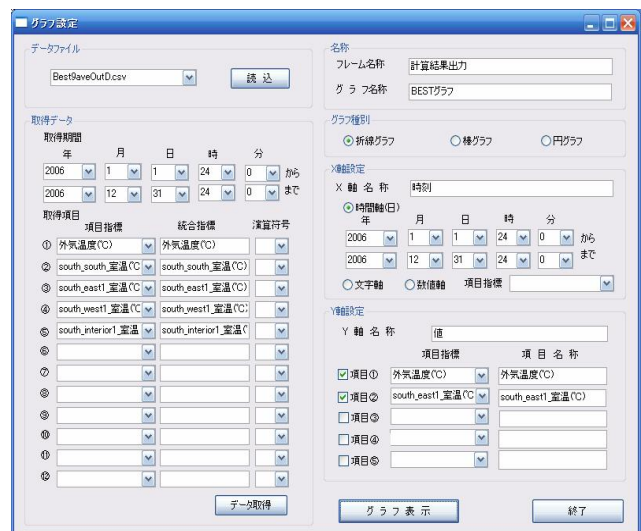 グラフ設定
データファイル
Best9aveOutD.csv 読込
取得データ
取得期間
年 月 日 時 分
2006 1 1 24 0 から
2006 12 31 24 0 まで
取得項目
項目指標 統合指標 演算符号
① 外気温度(℃) 外気温度(℃)
② south_south_室温(℃ south_south_室温(℃)
③ south_east1_室温(℃ south_east1_室温(℃)
④ south_west1_室温(℃ south_west1_室温(℃)
⑤ south_interior1_室温 south_interior1_室温(
⑥
⑦
⑧
⑨
⑩
⑪
⑫
データ取得
名称
フレーム名称 計算結果出力
グラフ名称 BESTグラフ
グラフ種別
折線グラフ 棒グラフ 円グラフ
X軸設定
X軸名称 時刻
時間軸(日)
年 月 日 時 分
2006 1 1 24 0 から
2006 12 31 24 0 まで
文字軸 数値軸 項目指標
Y軸設定
Y軸名称 値
項目指標 項目名称
項目① 外気温度(℃) 外気温度(℃)
項目② south_east1_室温(℃ south_east1_室温(℃)
項目③
項目④
項目⑤
グラフ表示 終了